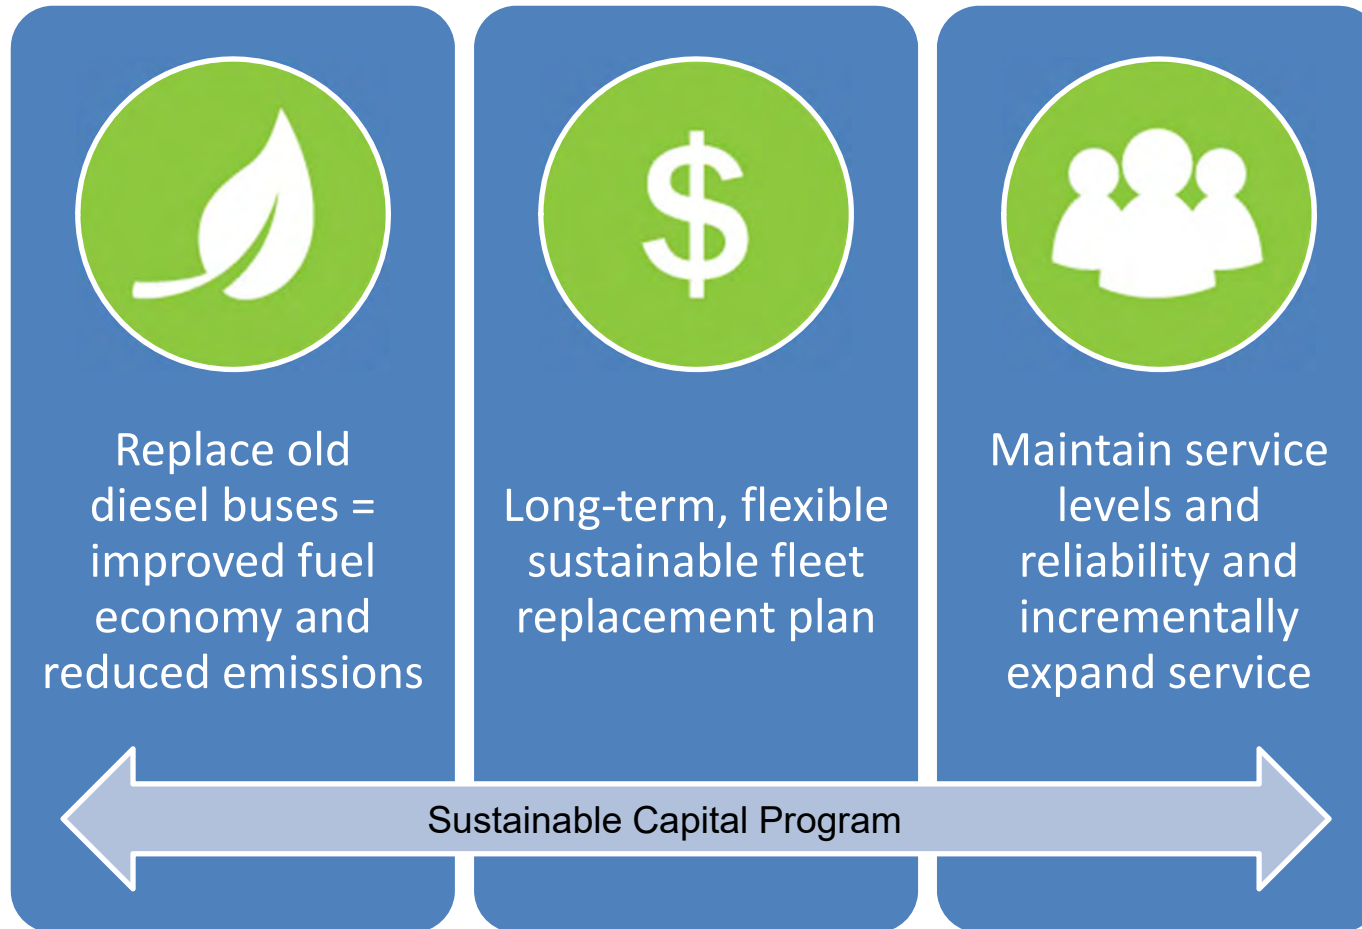 $
Replace old
diesel buses =
improved fuel
economy and
reduced emissions
Long-term, flexible
sustainable fleet
replacement plan
Maintain service
levels and
reliability and
incrementally
expand service
Sustainable Capital Program